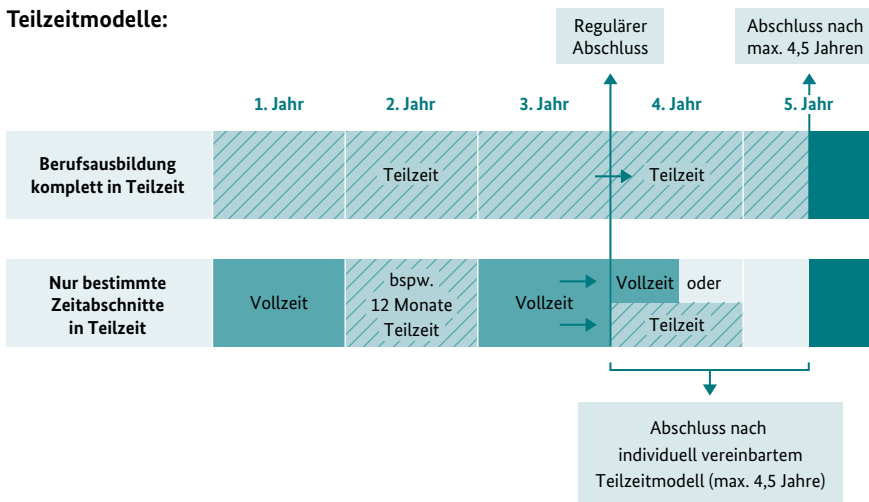 Teilzeitmodelle:
Regulärer
Abschluss
Abschluss nach
max. 4,5 Jahren
1. Jahr
2. Jahr
3. Jahr
4. Jahr
5. Jahr
Berufsausbildung
komplett in Teilzeit
Teilzeit
Teilzeit
Nur bestimmte
Zeitabschnitte
in Teilzeit
Vollzeit
bspw.
12 Monate
Teilzeit
Vollzeit
Vollzeit
oder
Teilzeit
Abschluss nach
individuell vereinbartem
Teilzeitmodell (max. 4,5 Jahre)